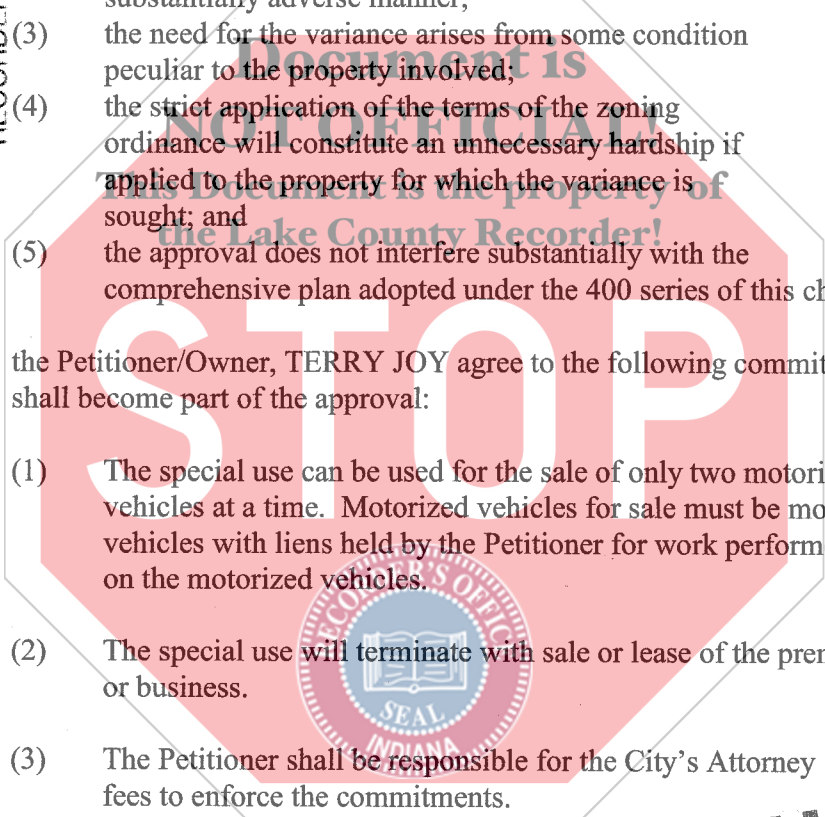 substantially adverse manner;
(3) the need for the variance arises from some condition
peculiar to the property involved;
(4) the strict application of the terms of the zoning
ordinance will constitute an unnecessary hardship if
applied to the property for which the variance is
sought; and
(5) the approval does not interfere substantially with the
comprehensive plan adopted under the 400 series of this ch
the Petitioner/Owner, TERRY JOY agree to the following commit
shall become part of the approval:
(1) The special use can be used for the sale of only two motori
vehicles at a time. Motorized vehicles for sale must be mo
vehicles with liens held by the Petitioner for work perform
on the motorized vehicles.
(2) The special use will terminate with sale or lease of the prem
or business.
(3) The Petitioner shall be responsible for the City's Attorney
fees to enforce the commitments.
Document is
NOT OFFICIAL!
This Document is the property of
the Lake County Recorder!
STOP
RECORDER'S OFFIC
SEAL
INDIANA